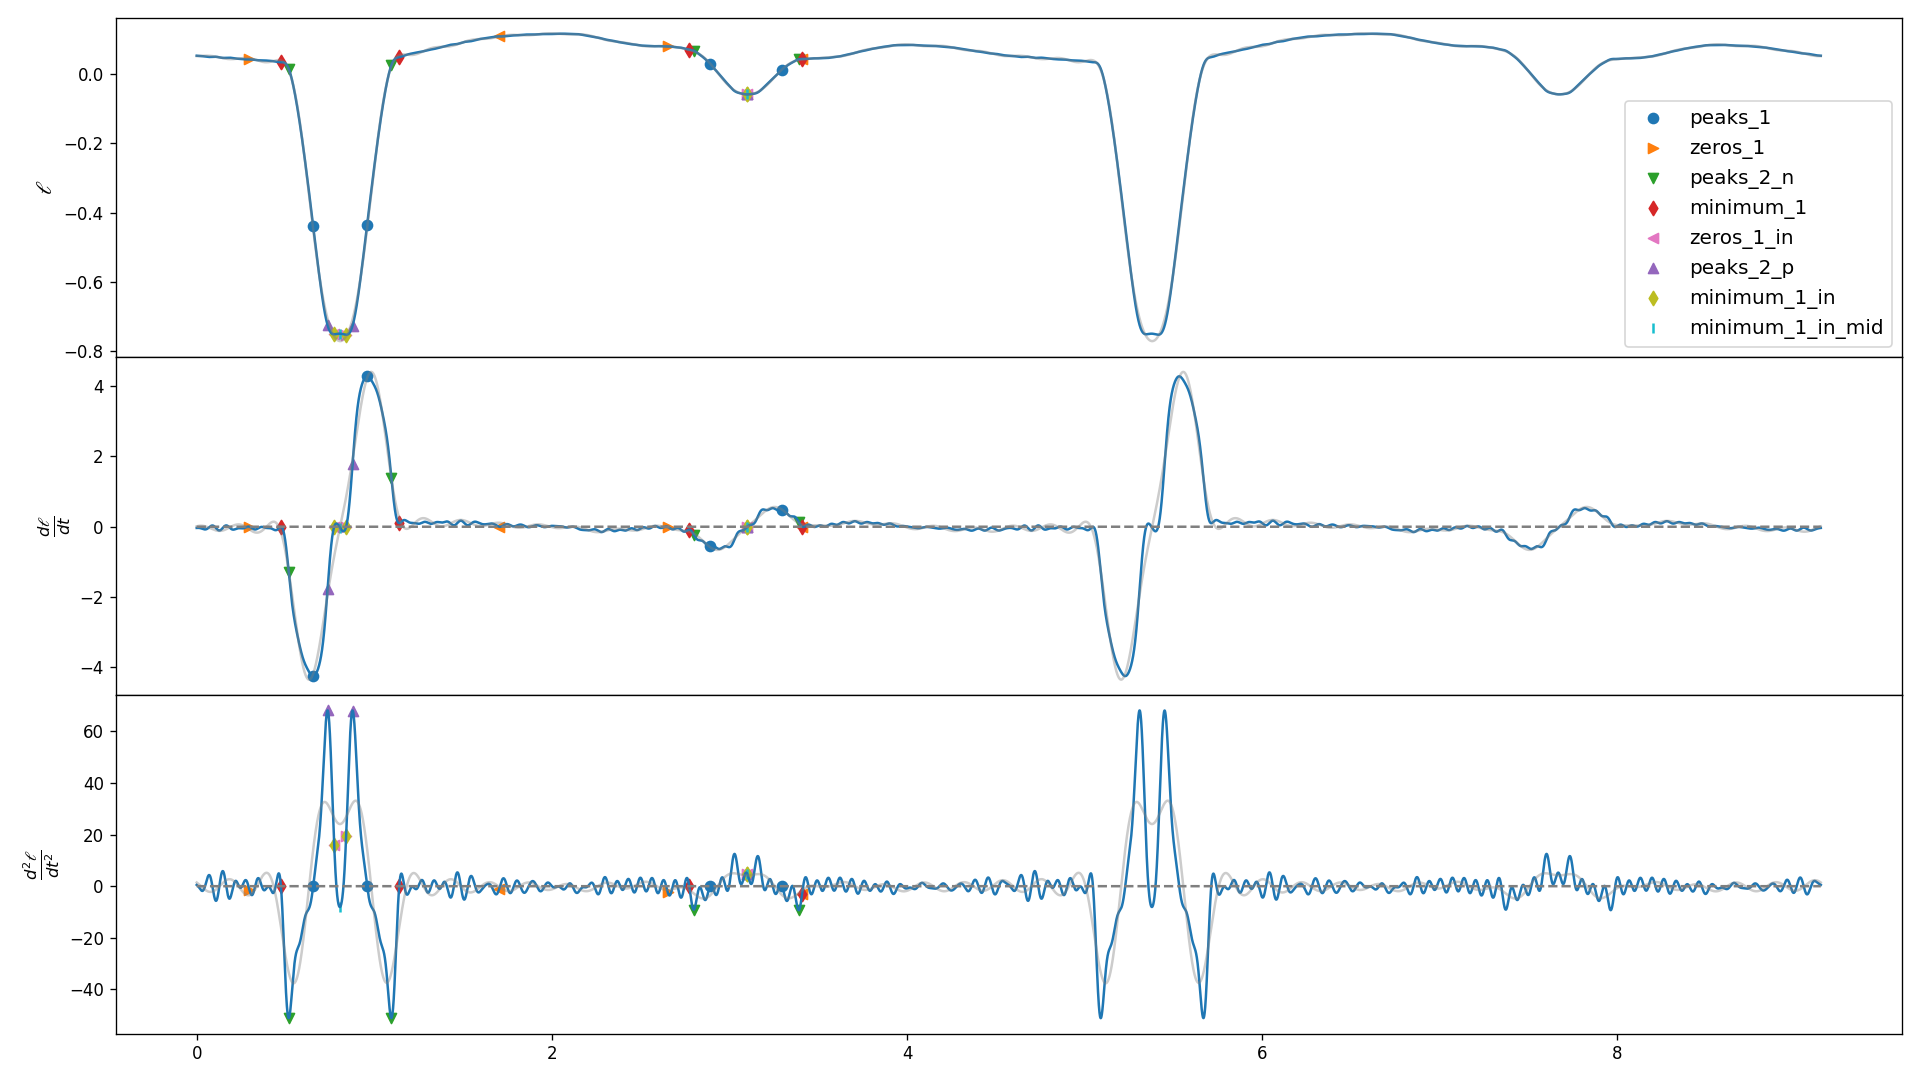 0.0
−0.2
−0.4
−0.6
−0.8
ℓ
peaks_1
zeros_1
peaks_2_n
minimum_1
zeros_1_in
peaks_2_p
minimum_1_in
minimum_1_in_mid
4
2
0
−2
−4
dℓ/dt
60
40
20
0
−20
−40
d²ℓ/dt²
0 2 4 6 8